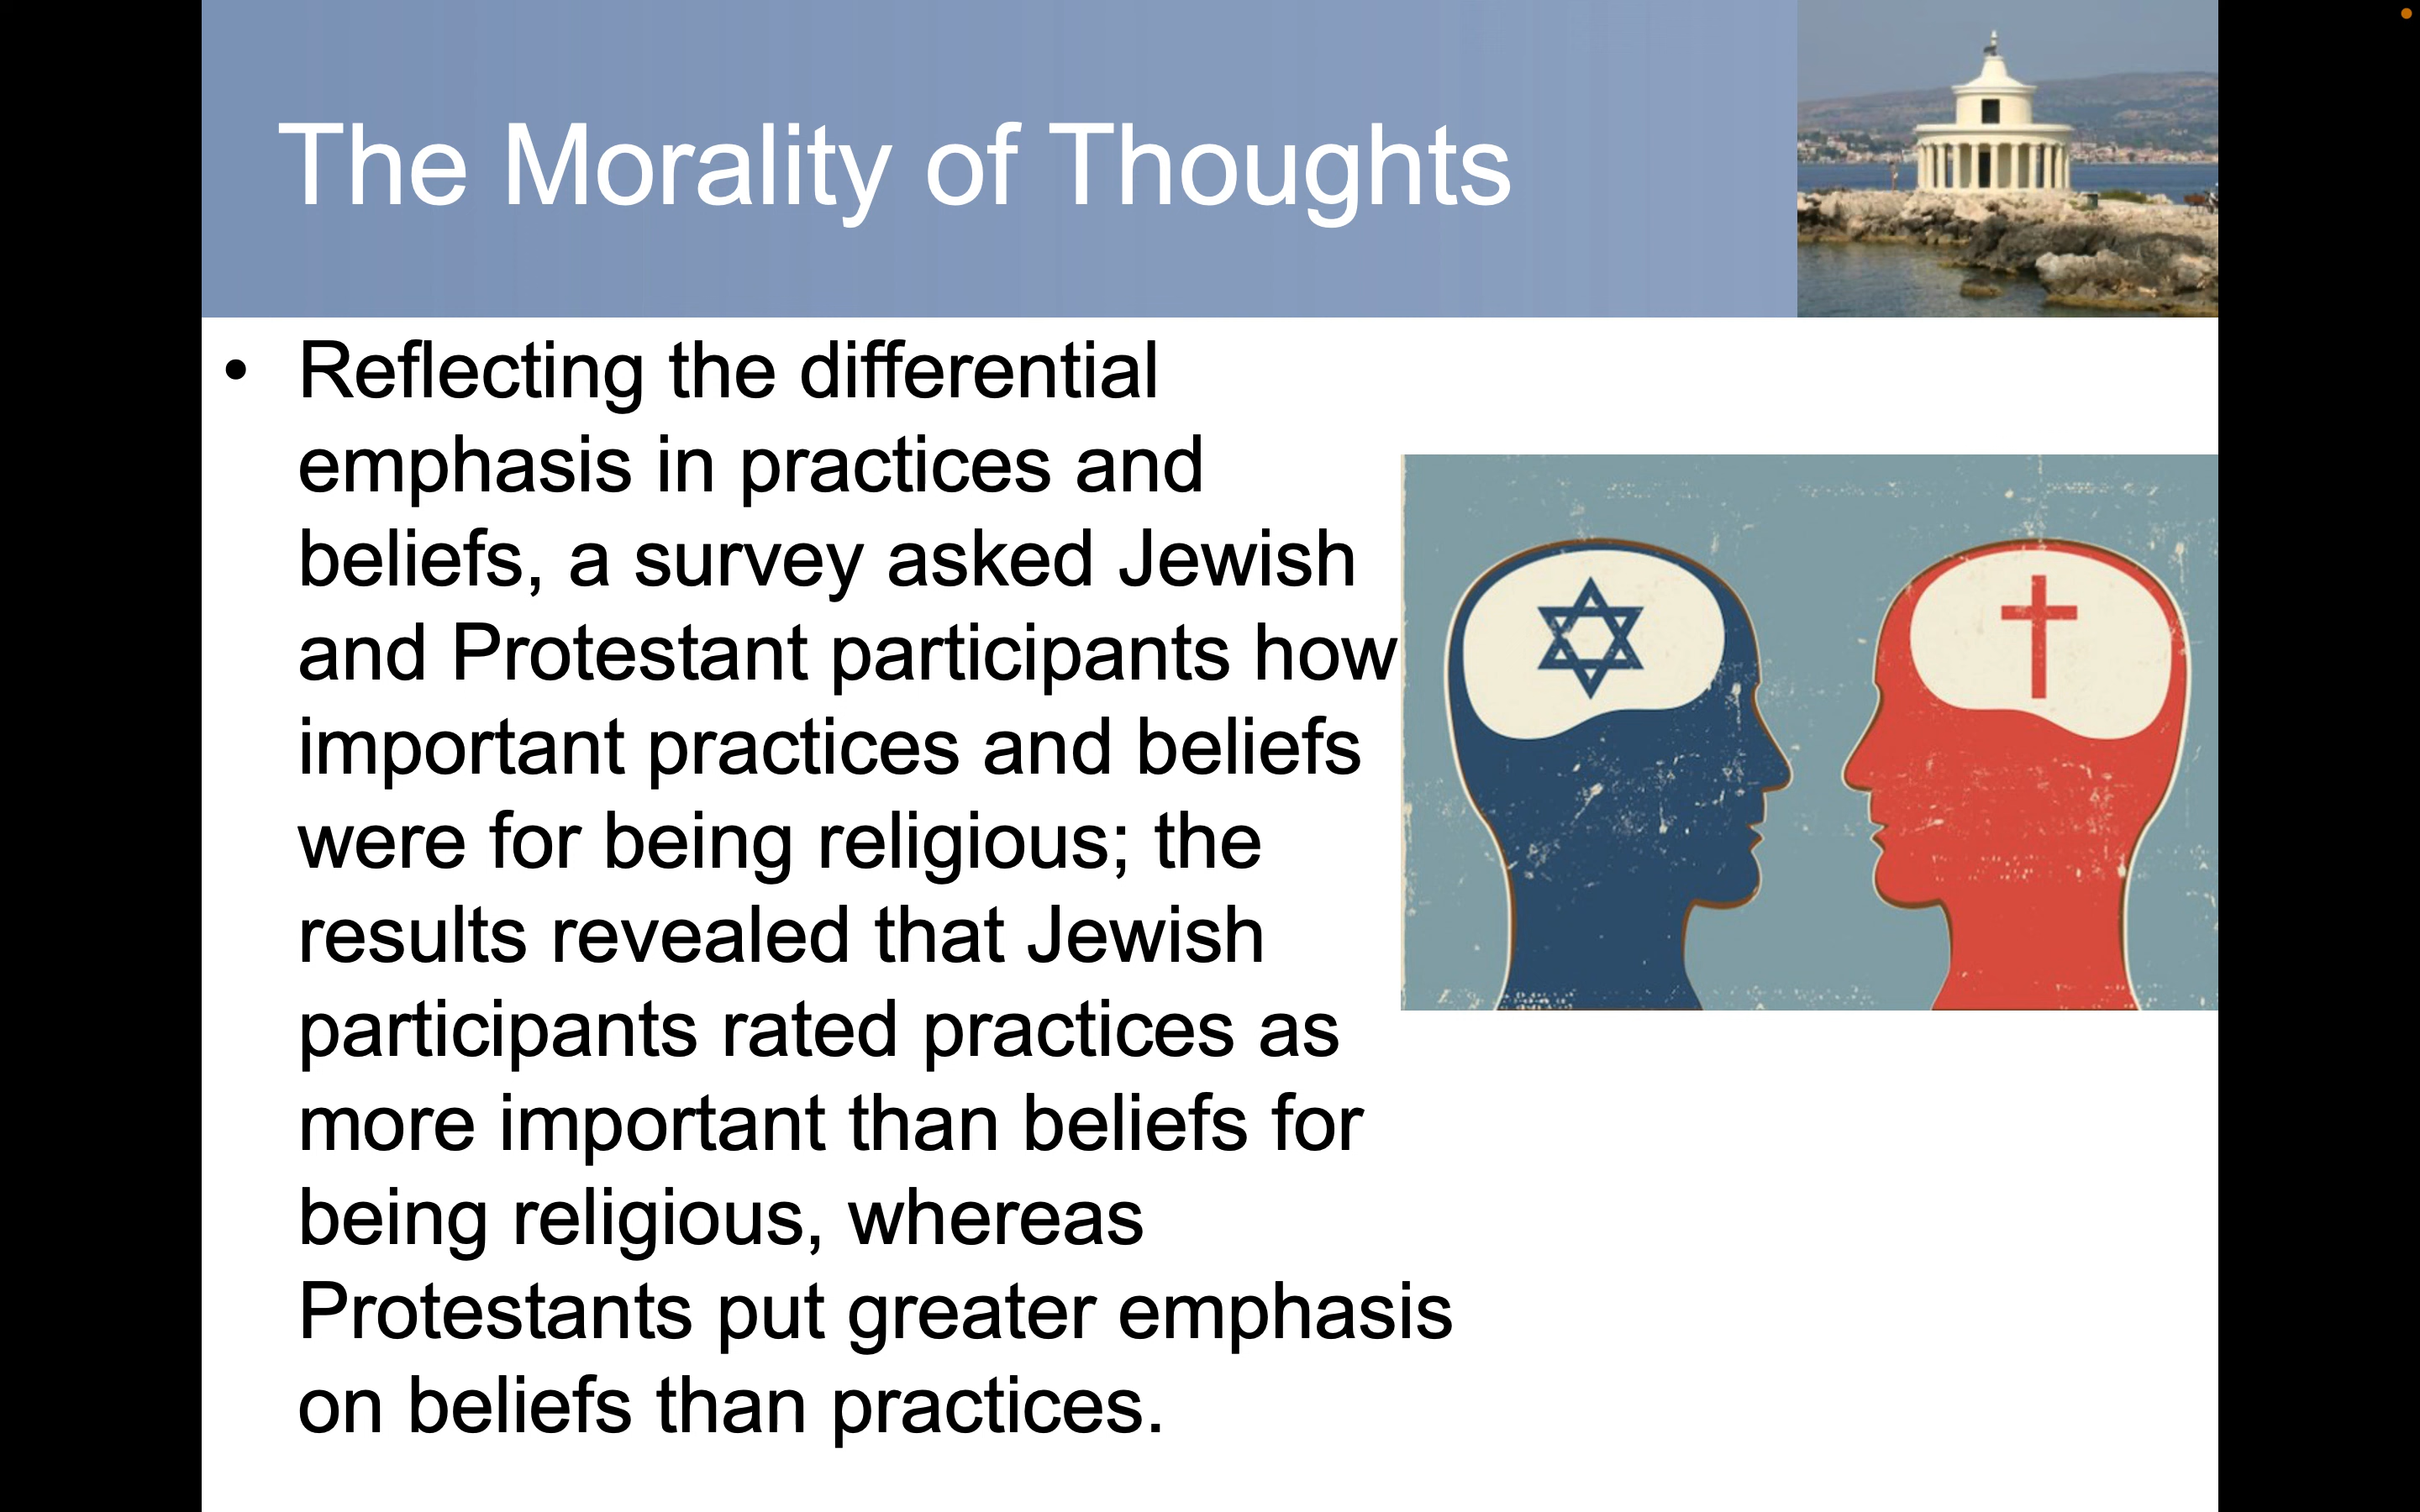 The Morality of Thoughts
• Reflecting the differential
emphasis in practices and
beliefs, a survey asked Jewish
and Protestant participants how
important practices and beliefs
were for being religious; the
results revealed that Jewish
participants rated practices as
more important than beliefs for
being religious, whereas
Protestants put greater emphasis
on beliefs than practices.